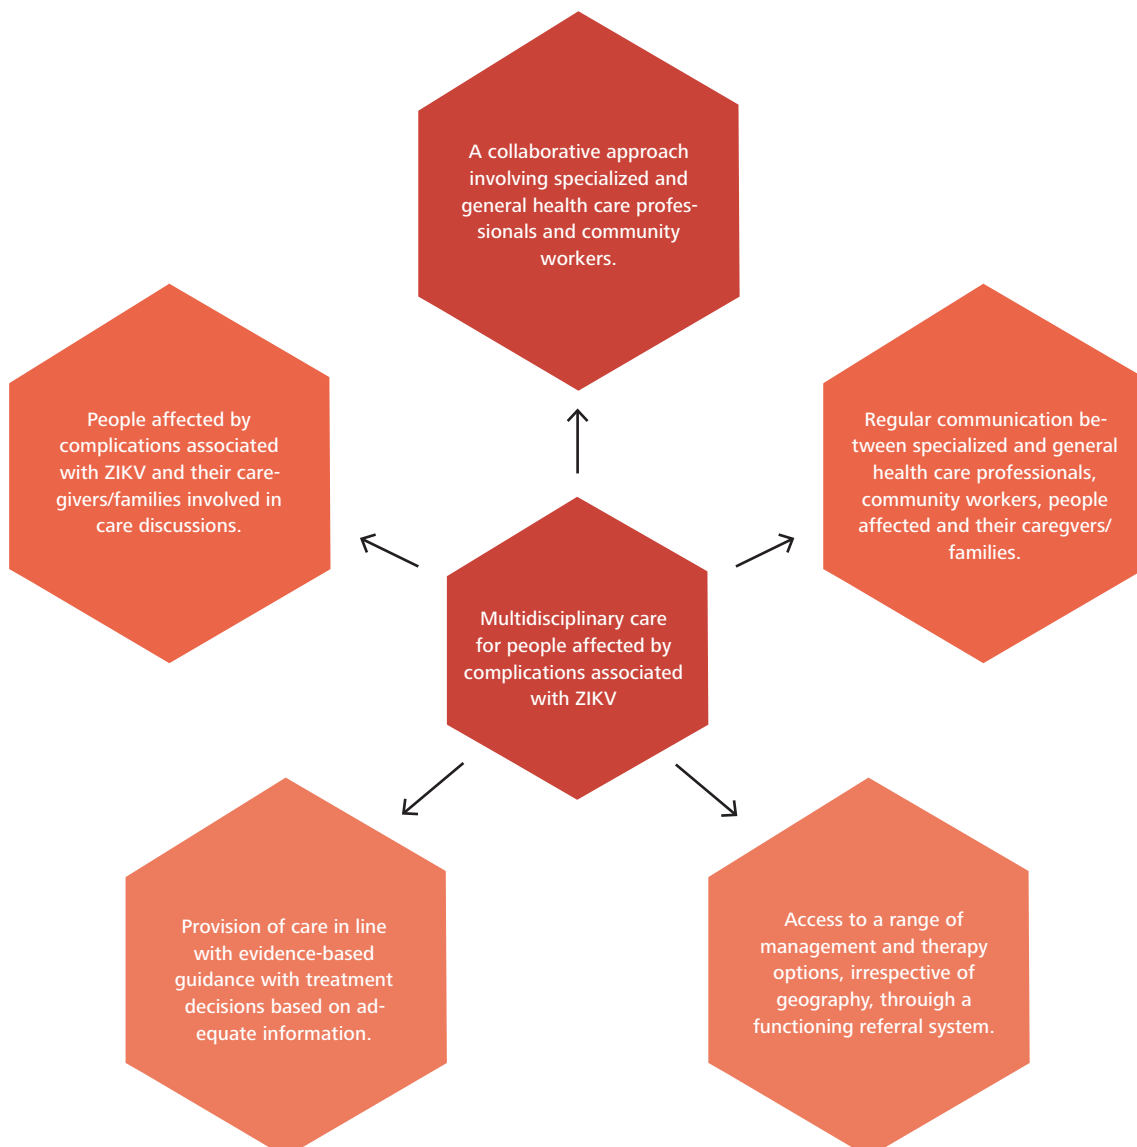 A collaborative approach
involving specialized and
general health care profes-
sionals and community
workers.
People affected by
complications associated
with ZIKV and their care-
givers/families involved in
care discussions.
Regular communication be-
tween specialized and general
health care professionals,
community workers, people
affected and their caregvers/
families.
Multidisciplinary care
for people affected by
complications associated
with ZIKV
Provision of care in line
with evidence-based
guidance with treatment
decisions based on ad-
equate information.
Access to a range of
management and therapy
options, irrespective of
geography, through a
functioning referral system.